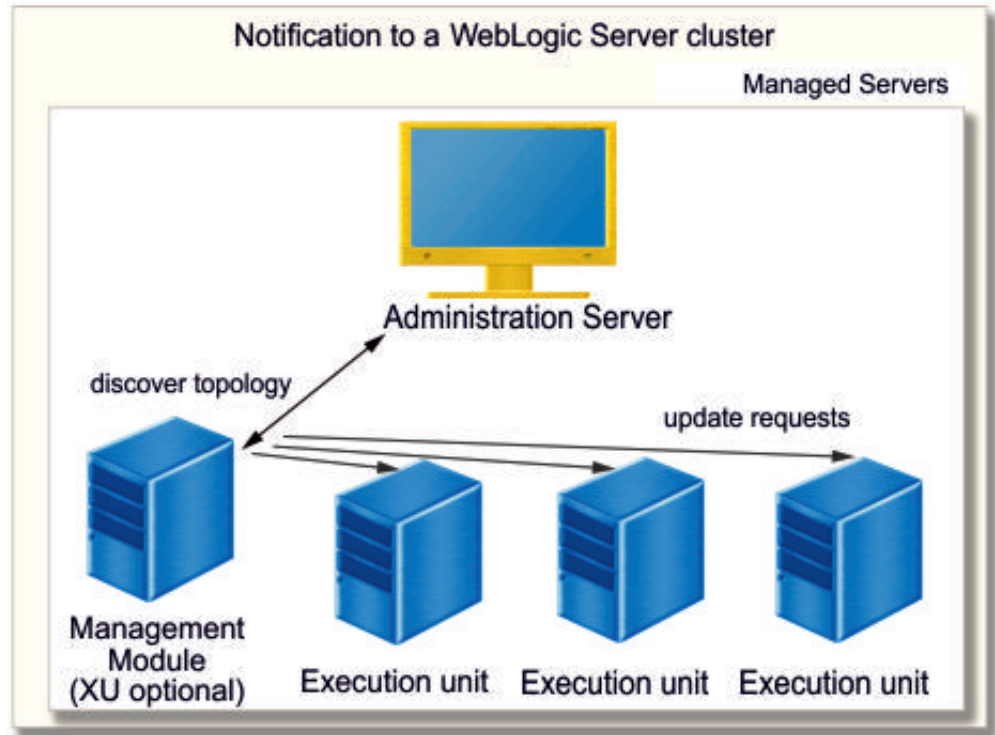 Notification to a WebLogic Server cluster
Managed Servers
Administration Server
discover topology
update requests
Management
Module
(XU optional)
Execution unit
Execution unit
Execution unit